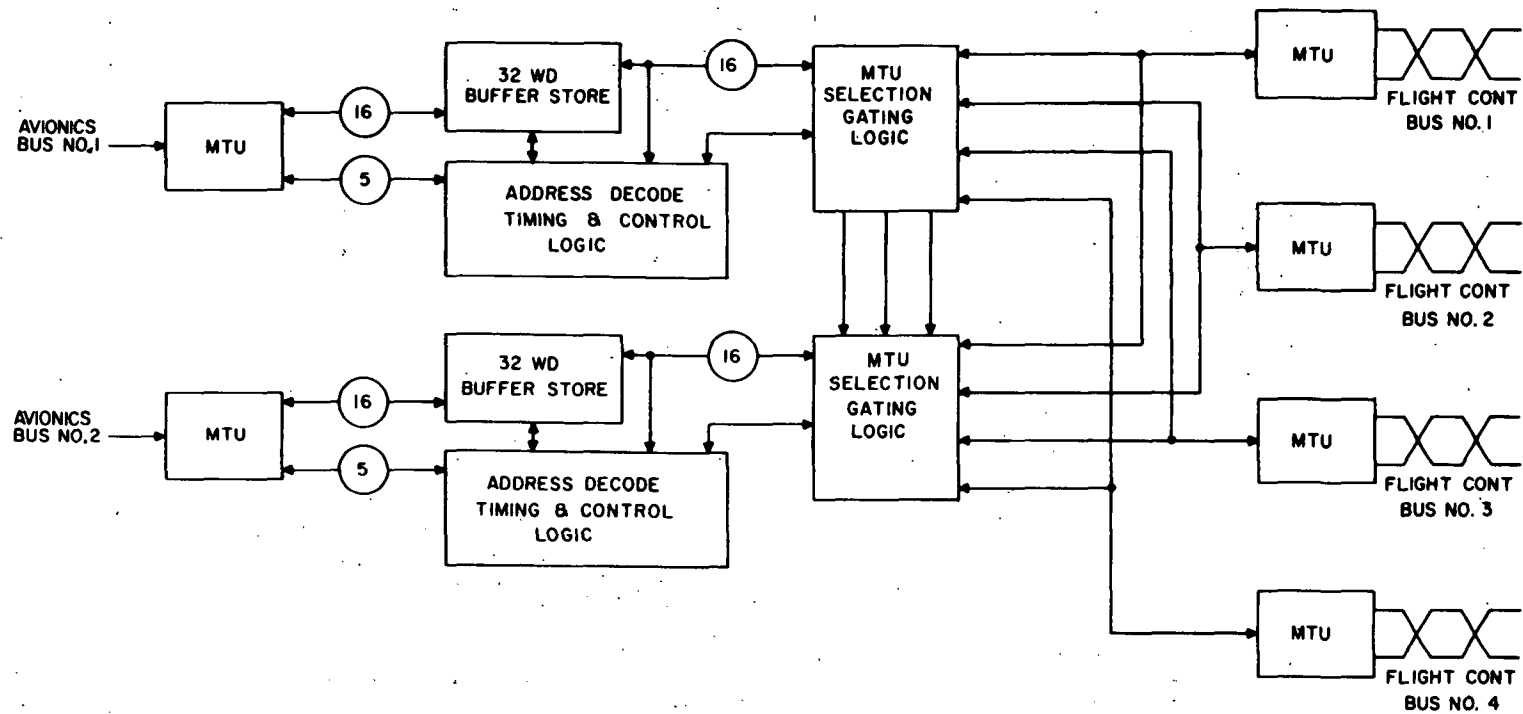 AVIONICS
BUS NO.1
MTU
16
5
32 WD
BUFFER STORE
ADDRESS DECODE
TIMING & CONTROL
LOGIC
16
MTU
SELECTION
GATING
LOGIC
MTU
FLIGHT CONT
BUS NO. 1
MTU
FLIGHT CONT
BUS NO. 2
AVIONICS
BUS NO.2
MTU
16
5
32 WD
BUFFER STORE
ADDRESS DECODE
TIMING & CONTROL
LOGIC
16
MTU
SELECTION
GATING
LOGIC
MTU
FLIGHT CONT
BUS NO. 3
MTU
FLIGHT CONT
BUS NO. 4